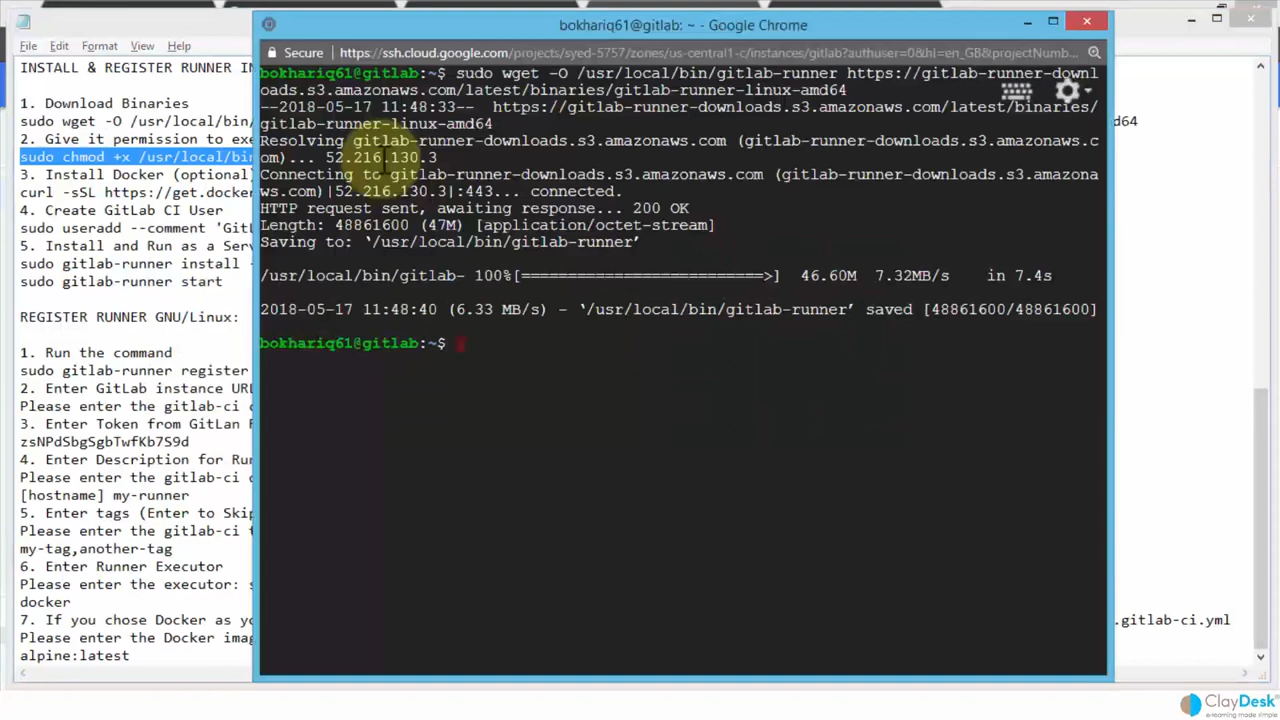 bokhariq61@gitlab: ~ - Google Chrome
Secure https://ssh.cloud.google.com/projects/syed-5757/zones/us-central1-c/instances/gitlab?authuser=0&hl=en_GB&projectNumb...
bokhariq61@gitlab:~$ sudo wget -O /usr/local/bin/gitlab-runner https://gitlab-runner-downl
oads.s3.amazonaws.com/latest/binaries/gitlab-runner-linux-amd64
--2018-05-17 11:48:33-- https://gitlab-runner-downloads.s3.amazonaws.com/latest/binaries/
gitlab-runner-linux-amd64
Resolving gitlab-runner-downloads.s3.amazonaws.com (gitlab-runner-downloads.s3.amazonaws.c
om)... 52.216.130.3
Connecting to gitlab-runner-downloads.s3.amazonaws.com (gitlab-runner-downloads.s3.amazona
ws.com)|52.216.130.3|:443... connected.
HTTP request sent, awaiting response... 200 OK
Length: 48861600 (47M) [application/octet-stream]
Saving to: ‘/usr/local/bin/gitlab-runner’
/usr/local/bin/gitlab- 100%[==========================>] 46.60M 7.32MB/s in 7.4s
2018-05-17 11:48:40 (6.33 MB/s) - ‘/usr/local/bin/gitlab-runner’ saved [48861600/48861600]
bokhariq61@gitlab:~$
File Edit Format View Help
INSTALL & REGISTER RUNNER IN
1. Download Binaries
sudo wget -O /usr/local/bin/ d64
2. Give it permission to exe
sudo chmod +x /usr/local/bin
3. Install Docker (optional)
curl -sSL https://get.docker
4. Create GitLab CI User
sudo useradd --comment 'GitL
5. Install and Run as a Serv
sudo gitlab-runner install -
sudo gitlab-runner start
REGISTER RUNNER GNU/Linux:
1. Run the command
sudo gitlab-runner register
2. Enter GitLab instance URL
Please enter the gitlab-ci c
3. Enter Token from GitLan R
zsNPdSbgSgbTwfKb7S9d
4. Enter Description for Run
Please enter the gitlab-ci d
[hostname] my-runner
5. Enter tags (Enter to Skip
Please enter the gitlab-ci t
my-tag,another-tag
6. Enter Runner Executor
Please enter the executor: s
docker
7. If you chose Docker as yo .gitlab-ci.yml
Please enter the Docker imag
alpine:latest
ClayDesk
e-learning made simple